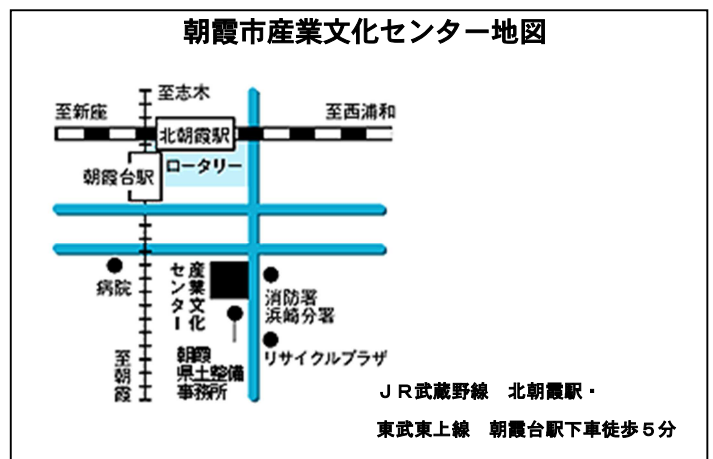 朝霞市産業文化センター地図
至志木
至新座
至西浦和
北朝霞駅
ロータリー
朝霞台駅
病院
産業文化
センター
消防署
浜崎分署
リサイクルプラザ
至朝霞
朝霞
県土整備
事務所
ＪＲ武蔵野線　北朝霞駅・
東武東上線　朝霞台駅下車徒歩５分